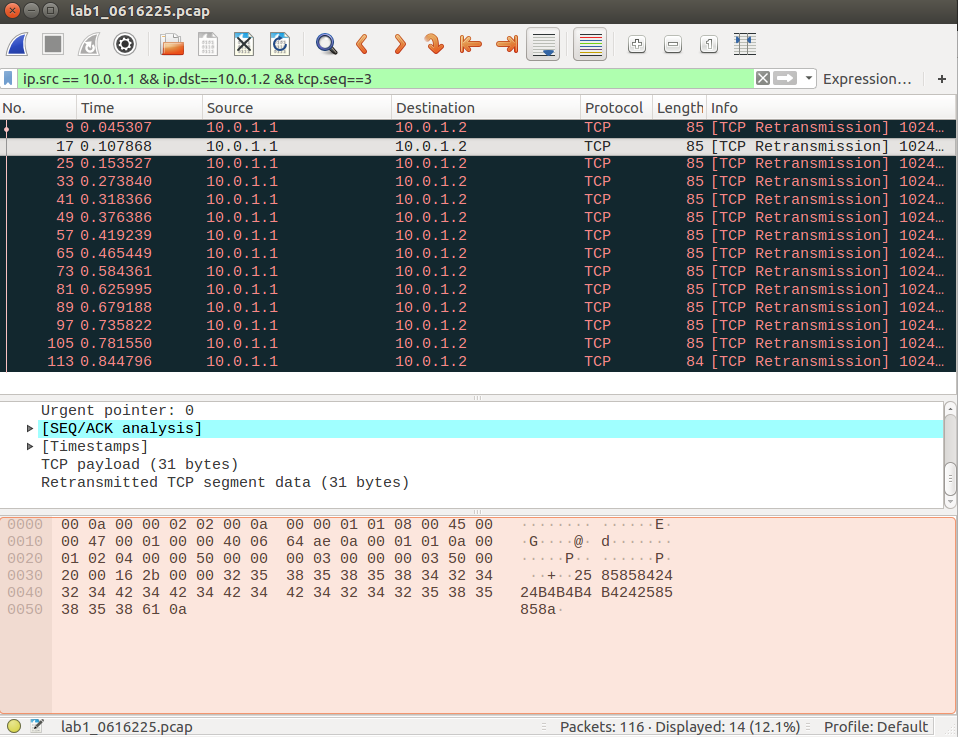 lab1_0616225.pcap
ip.src == 10.0.1.1 && ip.dst==10.0.1.2 && tcp.seq==3 Expression… +
No. Time Source Destination Protocol Length Info
9 0.045307 10.0.1.1 10.0.1.2 TCP 85 [TCP Retransmission] 1024…
17 0.107868 10.0.1.1 10.0.1.2 TCP 85 [TCP Retransmission] 1024…
25 0.153527 10.0.1.1 10.0.1.2 TCP 85 [TCP Retransmission] 1024…
33 0.273840 10.0.1.1 10.0.1.2 TCP 85 [TCP Retransmission] 1024…
41 0.318366 10.0.1.1 10.0.1.2 TCP 85 [TCP Retransmission] 1024…
49 0.376386 10.0.1.1 10.0.1.2 TCP 85 [TCP Retransmission] 1024…
57 0.419239 10.0.1.1 10.0.1.2 TCP 85 [TCP Retransmission] 1024…
65 0.465449 10.0.1.1 10.0.1.2 TCP 85 [TCP Retransmission] 1024…
73 0.584361 10.0.1.1 10.0.1.2 TCP 85 [TCP Retransmission] 1024…
81 0.625995 10.0.1.1 10.0.1.2 TCP 85 [TCP Retransmission] 1024…
89 0.679188 10.0.1.1 10.0.1.2 TCP 85 [TCP Retransmission] 1024…
97 0.735822 10.0.1.1 10.0.1.2 TCP 85 [TCP Retransmission] 1024…
105 0.781550 10.0.1.1 10.0.1.2 TCP 85 [TCP Retransmission] 1024…
113 0.844796 10.0.1.1 10.0.1.2 TCP 84 [TCP Retransmission] 1024…
Urgent pointer: 0
[SEQ/ACK analysis]
[Timestamps]
TCP payload (31 bytes)
Retransmitted TCP segment data (31 bytes)
0000 00 0a 00 00 02 02 00 0a 00 00 01 01 08 00 45 00 ········ ······E·
0010 00 47 00 01 00 00 40 06 64 ae 0a 00 01 01 0a 00 ·G····@· d·······
0020 01 02 04 00 00 50 00 00 00 03 00 00 00 03 50 00 ·····P·· ······P·
0030 20 00 16 2b 00 00 32 35 38 35 38 35 38 34 32 34 ··+··25 85858424
0040 32 34 42 34 42 34 42 34 42 34 32 34 32 35 38 35 24B4B4B4 B4242585
0050 38 35 38 61 0a 858a·
lab1_0616225.pcap Packets: 116 · Displayed: 14 (12.1%) Profile: Default